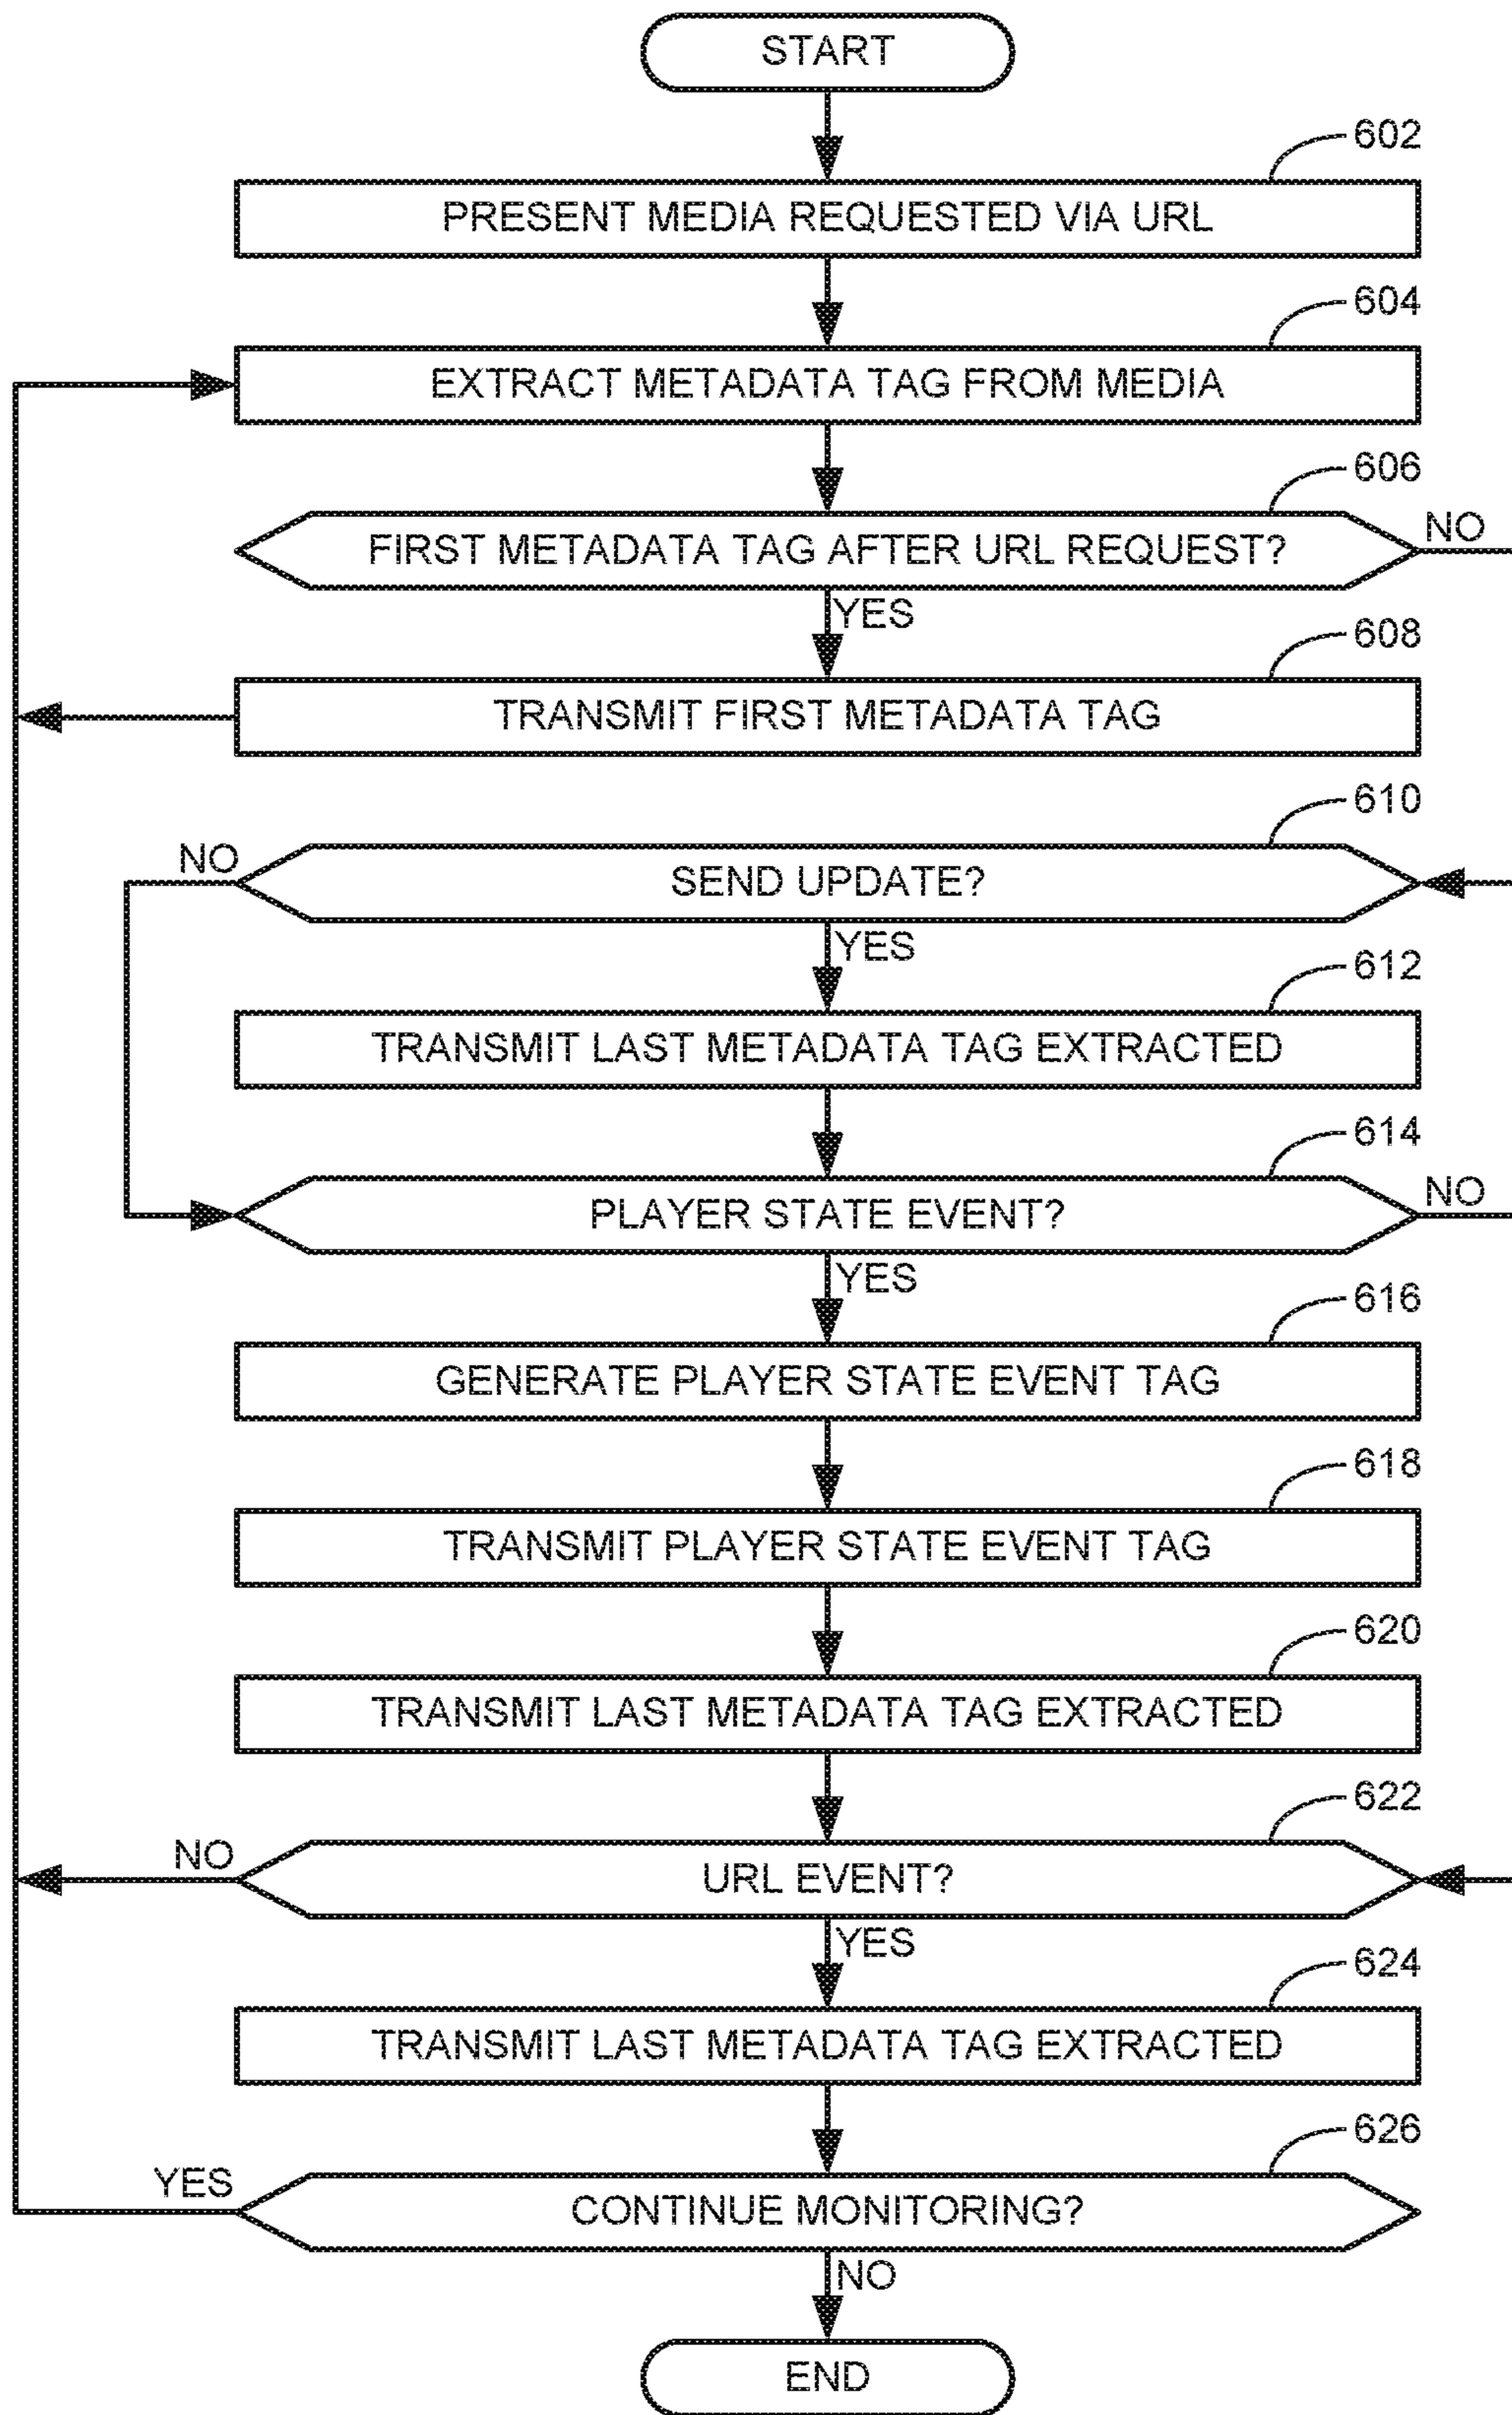 START
602
PRESENT MEDIA REQUESTED VIA URL
604
EXTRACT METADATA TAG FROM MEDIA
606
FIRST METADATA TAG AFTER URL REQUEST?
NO
YES
608
TRANSMIT FIRST METADATA TAG
610
NO
SEND UPDATE?
YES
612
TRANSMIT LAST METADATA TAG EXTRACTED
614
PLAYER STATE EVENT?
NO
YES
616
GENERATE PLAYER STATE EVENT TAG
618
TRANSMIT PLAYER STATE EVENT TAG
620
TRANSMIT LAST METADATA TAG EXTRACTED
622
NO
URL EVENT?
YES
624
TRANSMIT LAST METADATA TAG EXTRACTED
626
YES
CONTINUE MONITORING?
NO
END